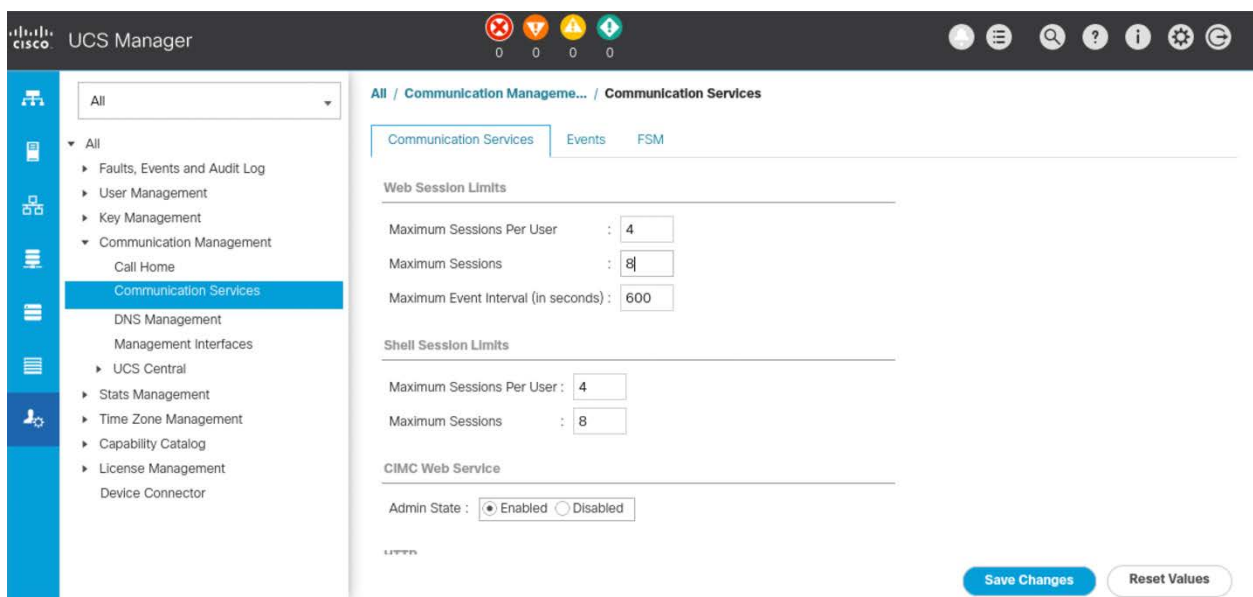 CISCO UCS Manager
0 0 0 0
All
All / Communication Manageme... / Communication Services
Communication Services Events FSM
All
Faults, Events and Audit Log
User Management
Key Management
Communication Management
Call Home
Communication Services
DNS Management
Management Interfaces
UCS Central
Stats Management
Time Zone Management
Capability Catalog
License Management
Device Connector
Web Session Limits
Maximum Sessions Per User : 4
Maximum Sessions : 8
Maximum Event Interval (in seconds) : 600
Shell Session Limits
Maximum Sessions Per User : 4
Maximum Sessions : 8
CIMC Web Service
Admin State : Enabled Disabled
HTTP
Save Changes Reset Values